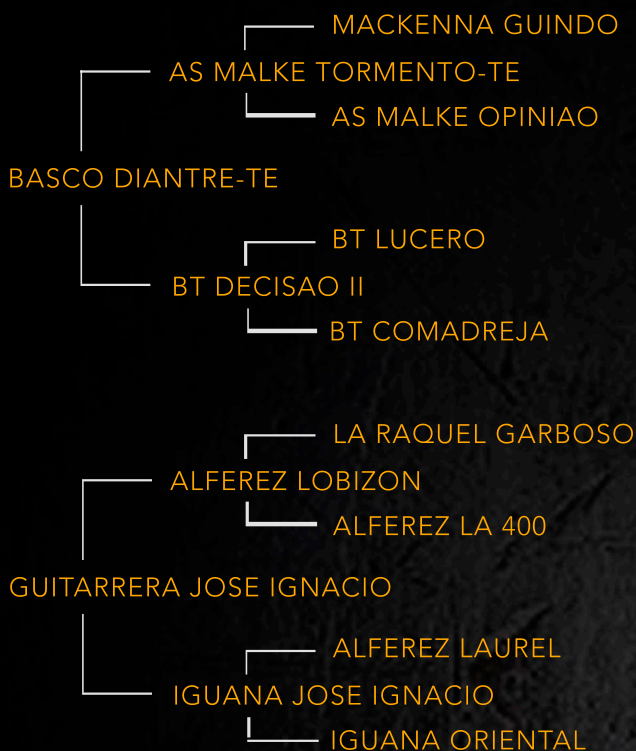 MACKENNA GUINDO
AS MALKE TORMENTO-TE
AS MALKE OPINIAO
BASCO DIANTRE-TE
BT LUCERO
BT DECISAO II
BT COMADREJA
LA RAQUEL GARBOSO
ALFEREZ LOBIZON
ALFEREZ LA 400
GUITARRERA JOSE IGNACIO
ALFEREZ LAUREL
IGUANA JOSE IGNACIO
IGUANA ORIENTAL